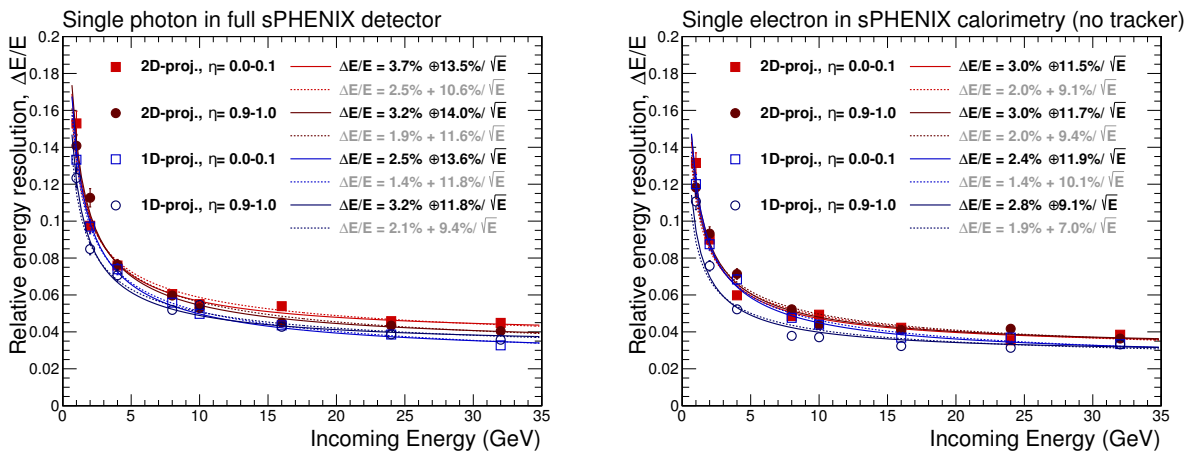 Single photon in full sPHENIX detector
Relative energy resolution, ΔE/E
0.2
0.18
0.16
0.14
0.12
0.1
0.08
0.06
0.04
0.02
0
2D-proj., η= 0.0-0.1
ΔE/E = 3.7% ⊕13.5%/ √E
ΔE/E = 2.5% + 10.6%/ √E
2D-proj., η= 0.9-1.0
ΔE/E = 3.2% ⊕14.0%/ √E
ΔE/E = 1.9% + 11.6%/ √E
1D-proj., η= 0.0-0.1
ΔE/E = 2.5% ⊕13.6%/ √E
ΔE/E = 1.4% + 11.8%/ √E
1D-proj., η= 0.9-1.0
ΔE/E = 3.2% ⊕11.8%/ √E
ΔE/E = 2.1% + 9.4%/ √E
0 5 10 15 20 25 30 35
Incoming Energy (GeV)
Single electron in sPHENIX calorimetry (no tracker)
Relative energy resolution, ΔE/E
0.2
0.18
0.16
0.14
0.12
0.1
0.08
0.06
0.04
0.02
0
2D-proj., η= 0.0-0.1
ΔE/E = 3.0% ⊕11.5%/ √E
ΔE/E = 2.0% + 9.1%/ √E
2D-proj., η= 0.9-1.0
ΔE/E = 3.0% ⊕11.7%/ √E
ΔE/E = 2.0% + 9.4%/ √E
1D-proj., η= 0.0-0.1
ΔE/E = 2.4% ⊕11.9%/ √E
ΔE/E = 1.4% + 10.1%/ √E
1D-proj., η= 0.9-1.0
ΔE/E = 2.8% ⊕9.1%/ √E
ΔE/E = 1.9% + 7.0%/ √E
0 5 10 15 20 25 30 35
Incoming Energy (GeV)